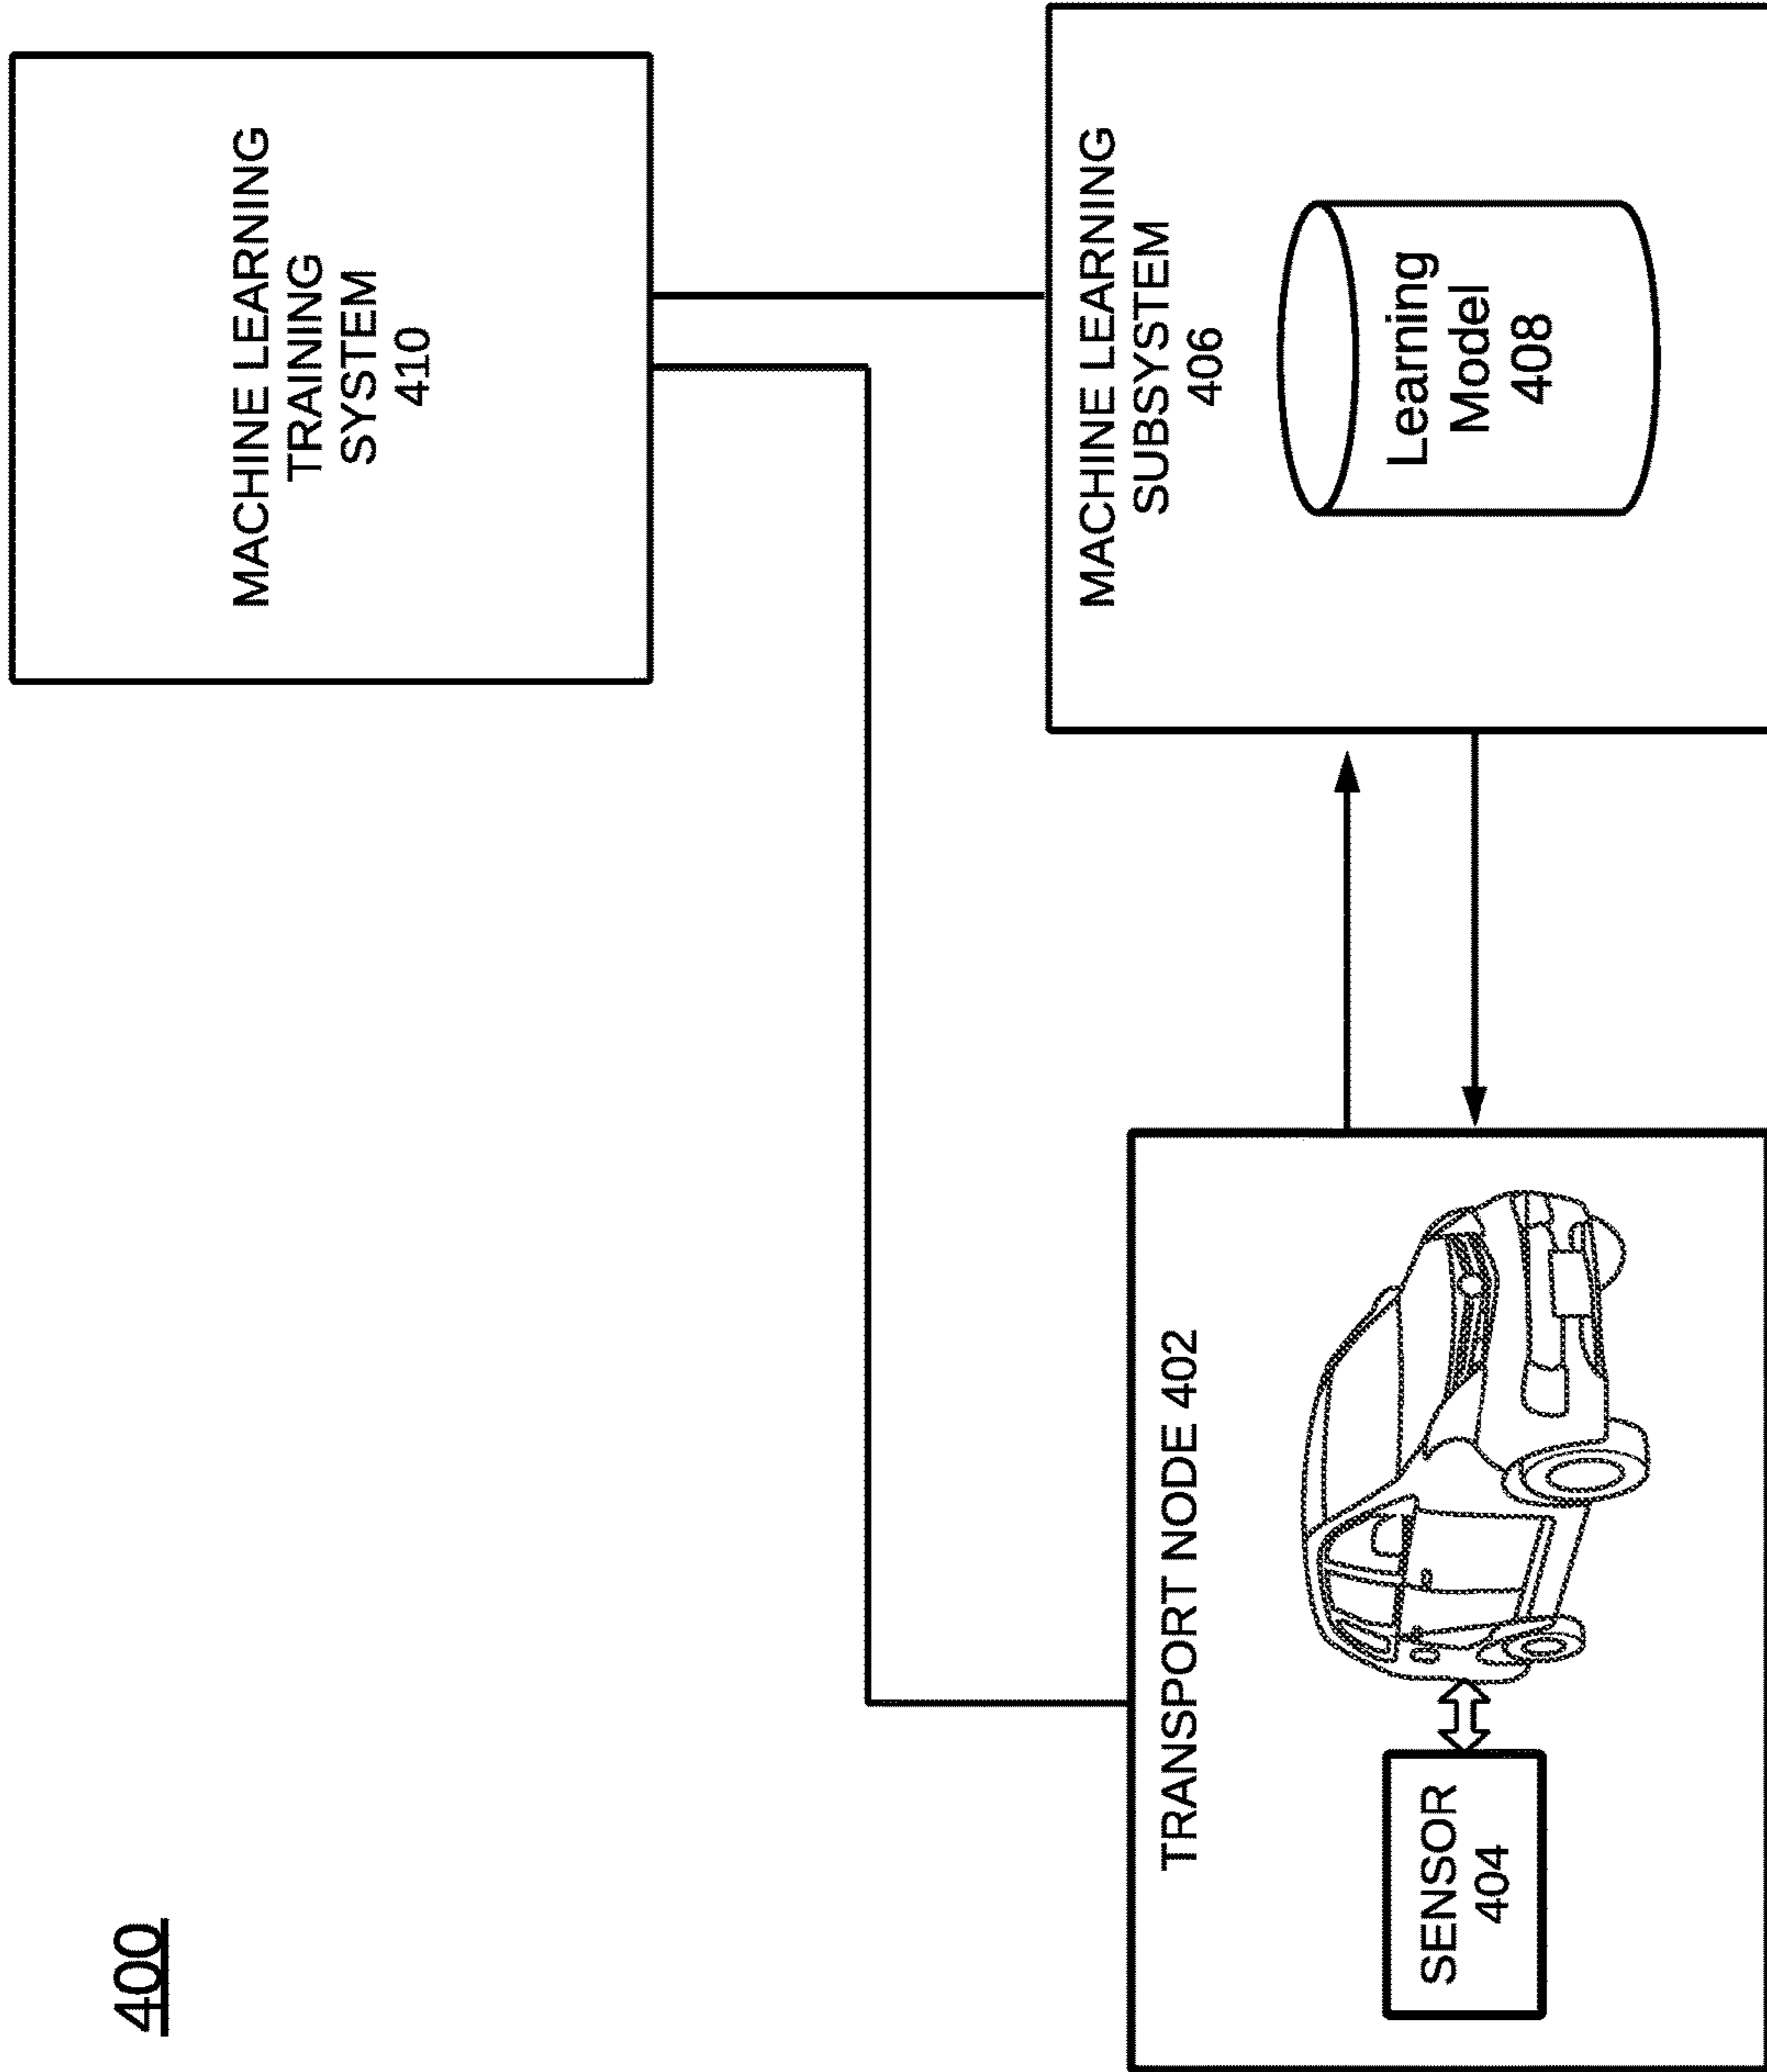 400
MACHINE LEARNING
TRAINING
SYSTEM
410
TRANSPORT NODE 402
SENSOR
404
MACHINE LEARNING
SUBSYSTEM
406
Learning
Model
408